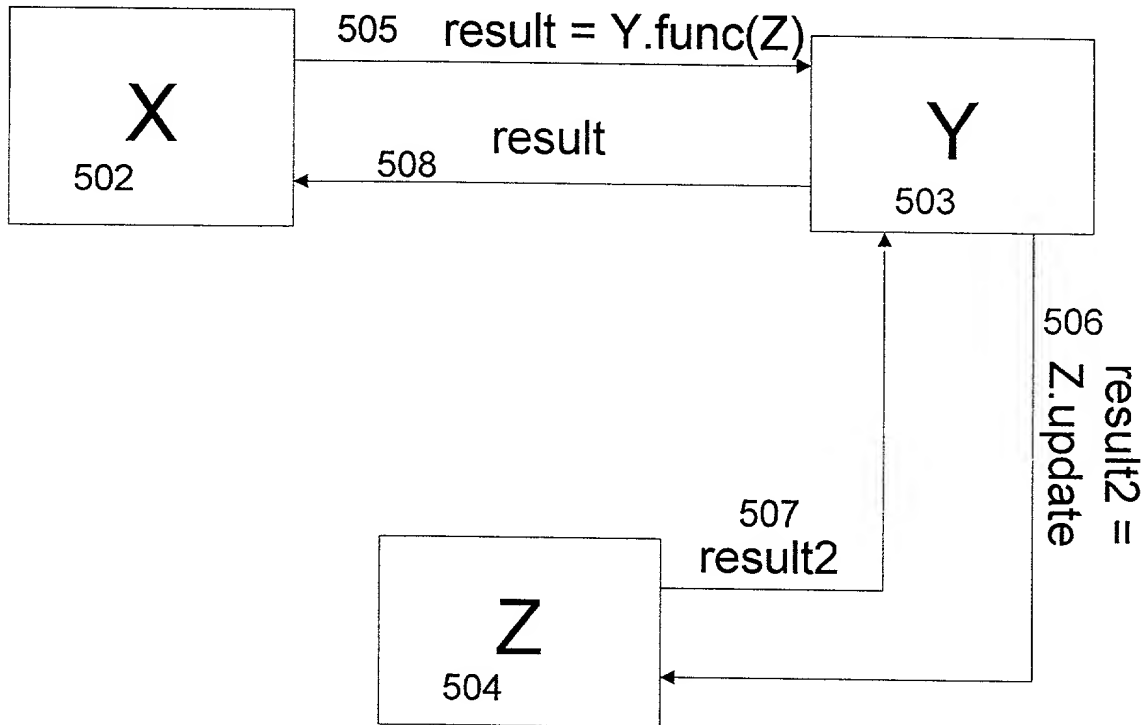 505 result = Y.func(Z)
X
502
508 result
Y
503
506
result2 =
Z.update
507
result2
Z
504